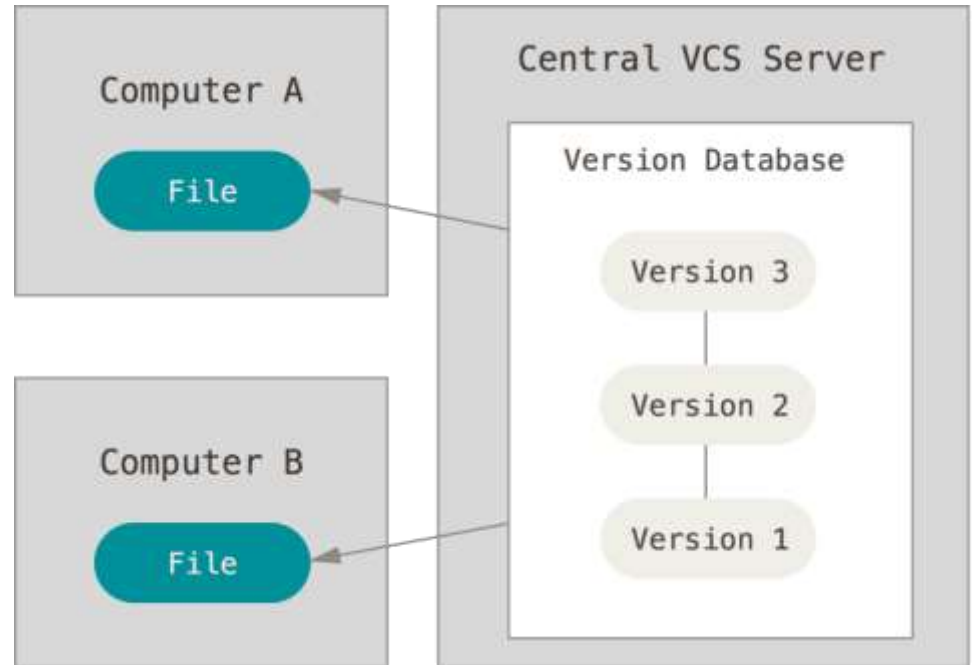 Computer A
File
Computer B
File
Central VCS Server
Version Database
Version 3
Version 2
Version 1